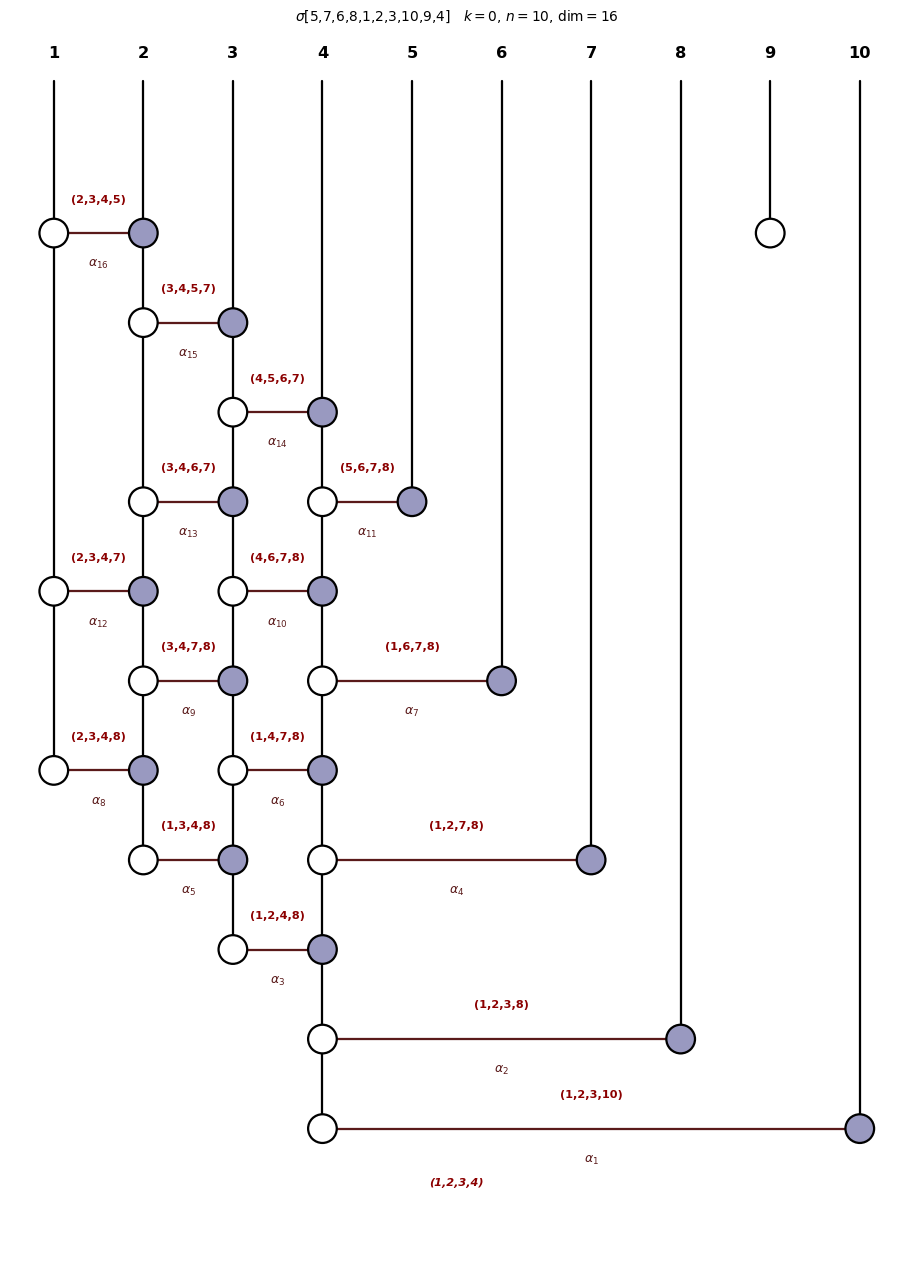 σ[5,7,6,8,1,2,3,10,9,4] k=0, n=10, dim=16
1 2 3 4 5 6 7 8 9 10
(2,3,4,5)
α16
(3,4,5,7)
α15
(4,5,6,7)
α14
(3,4,6,7) (5,6,7,8)
α13 α11
(2,3,4,7) (4,6,7,8)
α12 α10
(3,4,7,8) (1,6,7,8)
α9 α7
(2,3,4,8) (1,4,7,8)
α8 α6
(1,3,4,8) (1,2,7,8)
α5 α4
(1,2,4,8)
α3
(1,2,3,8)
α2
(1,2,3,10)
α1
(1,2,3,4)